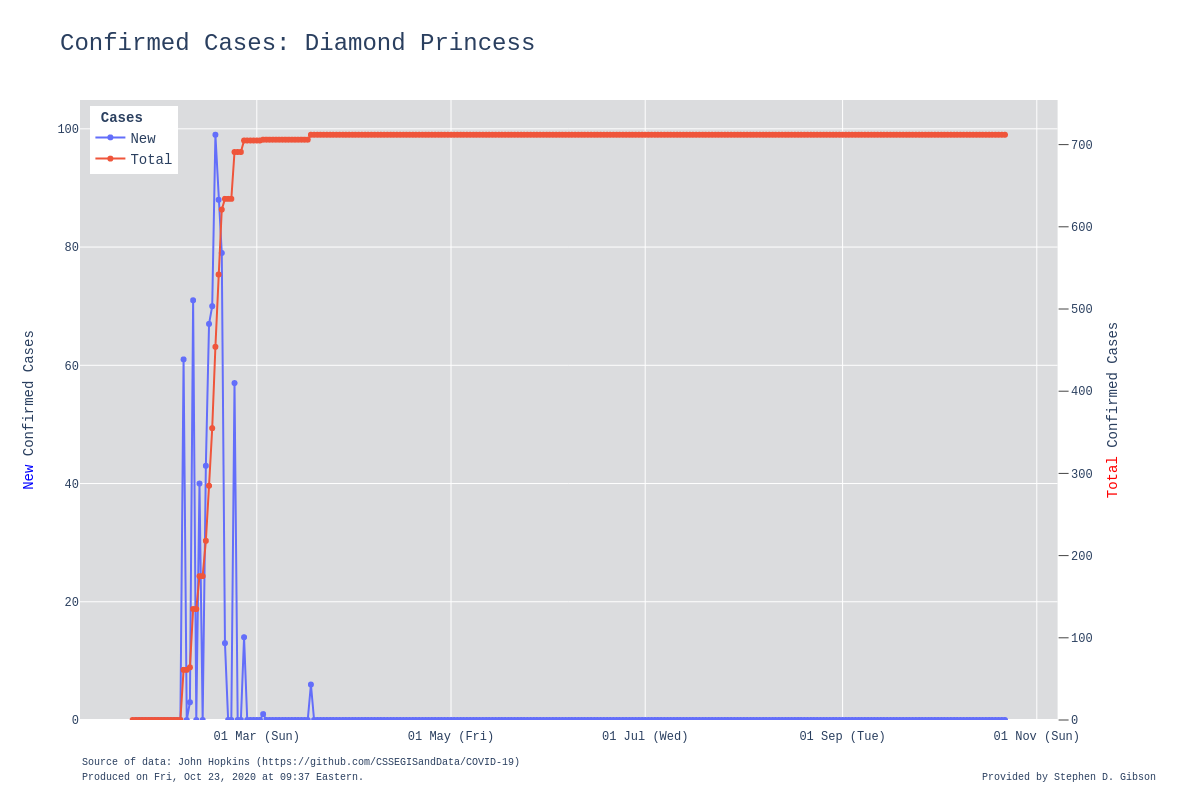 Confirmed Cases: Diamond Princess
Cases
New
Total
100
80
60
40
20
0
700
600
500
400
300
200
100
0
New Confirmed Cases
Total Confirmed Cases
01 Mar (Sun)
01 May (Fri)
01 Jul (Wed)
01 Sep (Tue)
01 Nov (Sun)
Source of data: John Hopkins (https://github.com/CSSEGISandData/COVID-19)
Produced on Fri, Oct 23, 2020 at 09:37 Eastern.
Provided by Stephen D. Gibson